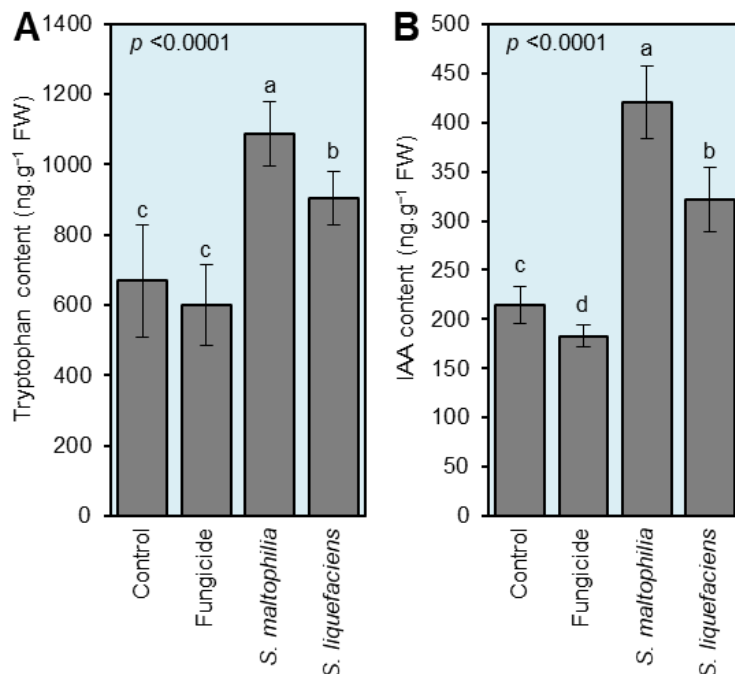 A
Tryptophan content (ng.g⁻¹ FW)
1400
1200
1000
800
600
400
200
0
p <0.0001
c
c
a
b
Control
Fungicide
S. maltophilia
S. liquefaciens
B
IAA content (ng.g⁻¹ FW)
500
450
400
350
300
250
200
150
100
50
0
p <0.0001
c
d
a
b
Control
Fungicide
S. maltophilia
S. liquefaciens